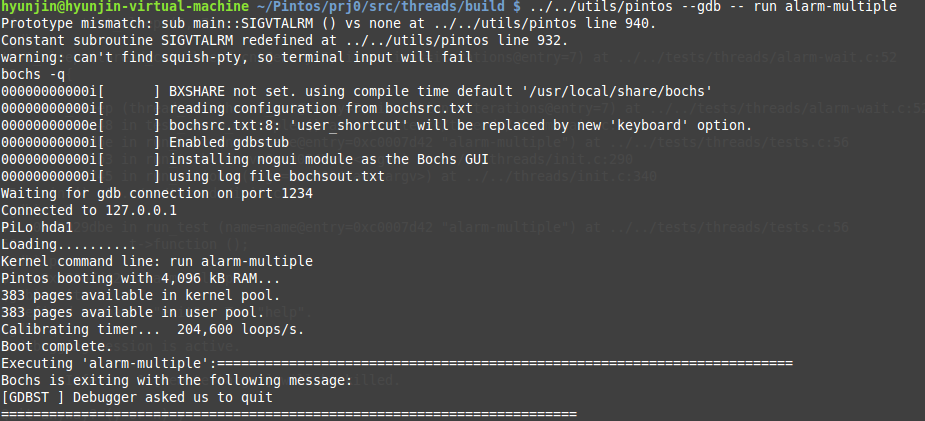 hyunjin@hyunjin-virtual-machine ~/Pintos/prj0/src/threads/build $ ../../utils/pintos --gdb -- run alarm-multiple
Prototype mismatch: sub main::SIGVTALRM () vs none at ../../utils/pintos line 940.
Constant subroutine SIGVTALRM redefined at ../../utils/pintos line 932.
warning: can't find squish-pty, so terminal input will fail
bochs -q
00000000000i[      ] BXSHARE not set. using compile time default '/usr/local/share/bochs'
00000000000i[      ] reading configuration from bochsrc.txt
00000000000e[      ] bochsrc.txt:8: 'user_shortcut' will be replaced by new 'keyboard' option.
00000000000i[      ] Enabled gdbstub
00000000000i[      ] installing nogui module as the Bochs GUI
00000000000i[      ] using log file bochsout.txt
Waiting for gdb connection on port 1234
Connected to 127.0.0.1
PiLo hda1
Loading..........
Kernel command line: run alarm-multiple
Pintos booting with 4,096 kB RAM...
383 pages available in kernel pool.
383 pages available in user pool.
Calibrating timer...  204,600 loops/s.
Boot complete.
Executing 'alarm-multiple':========================================================================
Bochs is exiting with the following message:
[GDBST ] Debugger asked us to quit
========================================================================